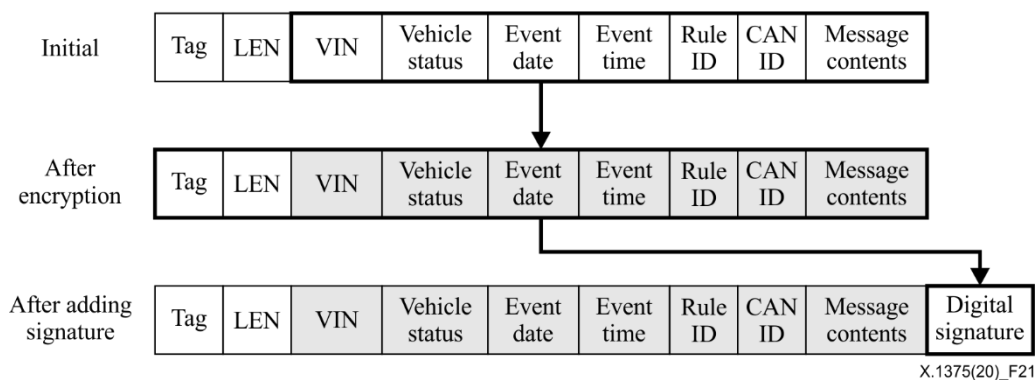 Initial
Tag LEN VIN Vehicle status Event date Event time Rule ID CAN ID Message contents
After encryption
Tag LEN VIN Vehicle status Event date Event time Rule ID CAN ID Message contents
After adding signature
Tag LEN VIN Vehicle status Event date Event time Rule ID CAN ID Message contents Digital signature
X.1375(20)_F21